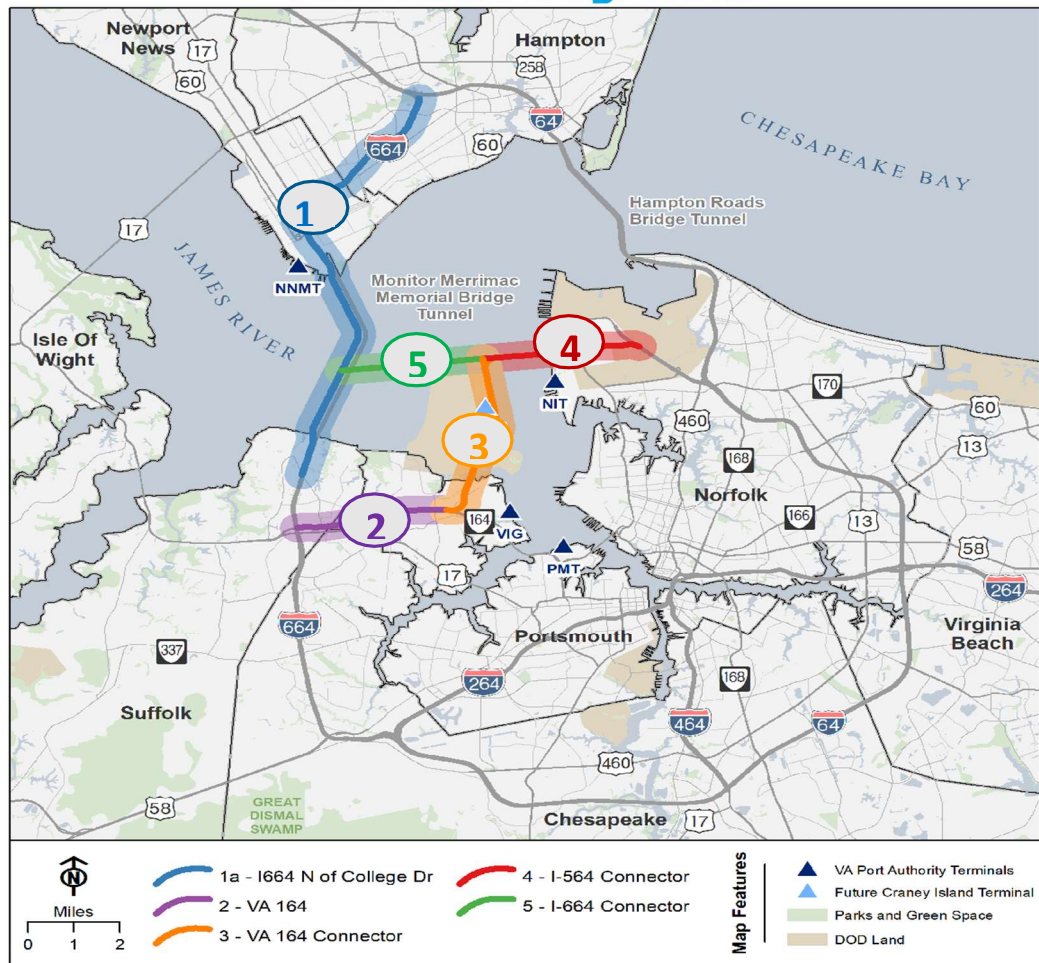 Newport
News
17
60
Hampton
258
64
664
60
CHESAPEAKE BAY
Hampton Roads
Bridge Tunnel
1
17
JAMES RIVER
NNMT
Monitor Merrimac
Memorial Bridge
Tunnel
Isle Of
Wight
5
4
NIT
170
60
460
13
3
168
Norfolk
2
164
VIG
166
13
PMT
58
17
264
664
Portsmouth
Virginia
Beach
337
264
168
Suffolk
464
64
460
58
GREAT
DISMAL
SWAMP
Chesapeake
17
N
Miles
0 1 2
1a - I664 N of College Dr
2 - VA 164
3 - VA 164 Connector
4 - I-564 Connector
5 - I-664 Connector
Map Features
VA Port Authority Terminals
Future Craney Island Terminal
Parks and Green Space
DOD Land